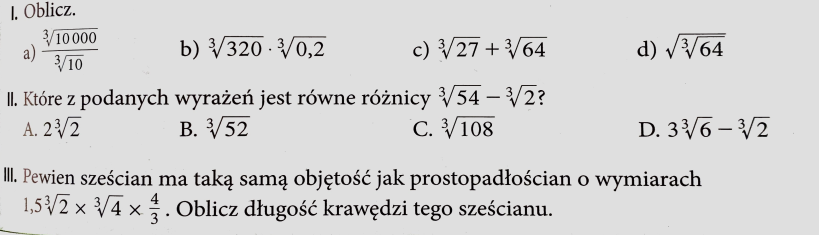 I. Oblicz.
a) ∛10 000 / ∛10 b) ∛320 · ∛0,2 c) ∛27 + ∛64 d) √∛64
II. Które z podanych wyrażeń jest równe różnicy ∛54 − ∛2?
A. 2∛2 B. ∛52 C. ∛108 D. 3∛6 − ∛2
III. Pewien sześcian ma taką samą objętość jak prostopadłościan o wymiarach
1,5∛2 × ∛4 × 4/3. Oblicz długość krawędzi tego sześcianu.